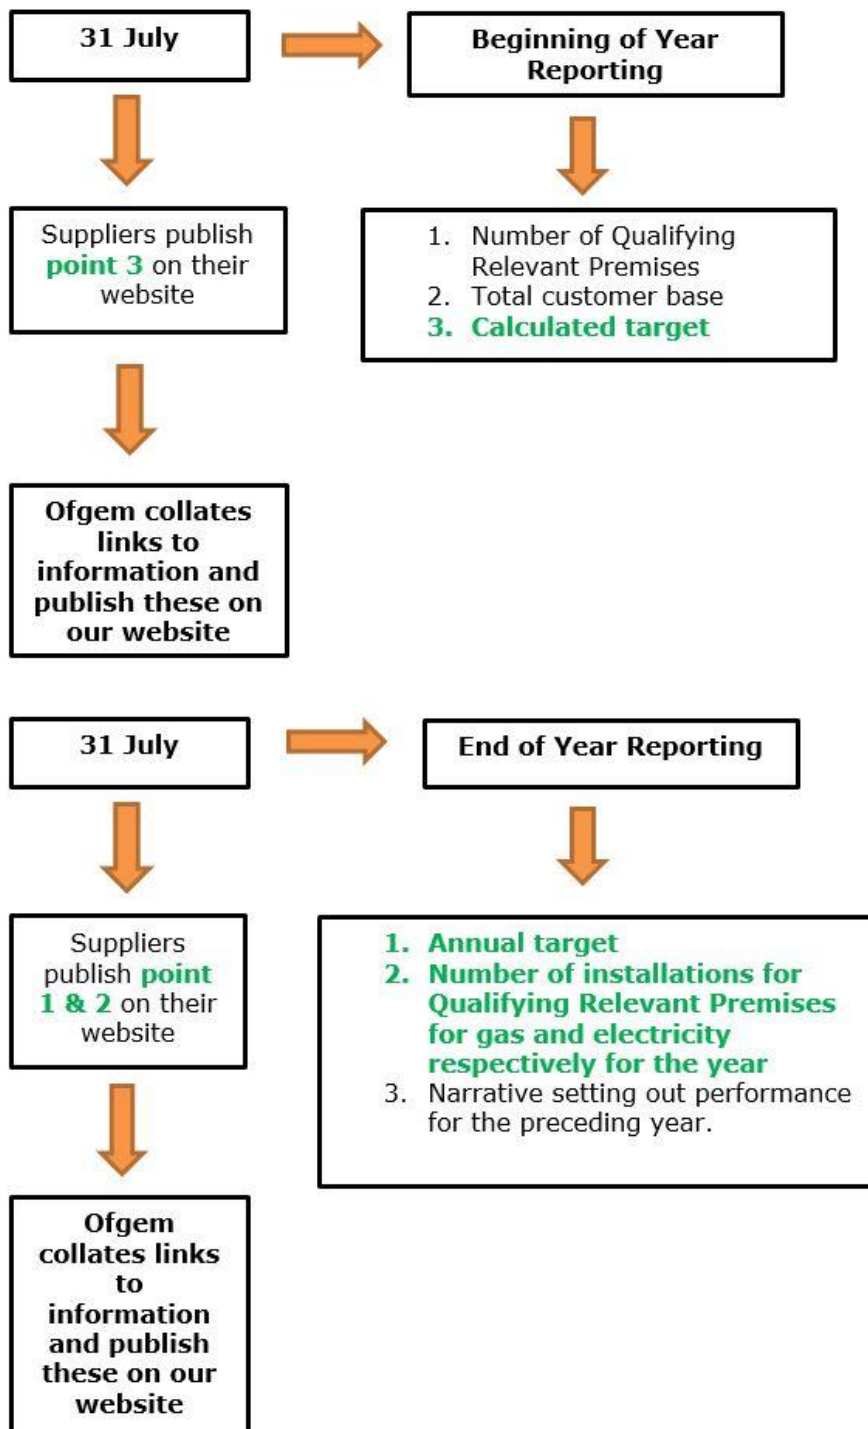 31 July
Beginning of Year
Reporting
Suppliers publish
point 3 on their
website
1. Number of Qualifying
Relevant Premises
2. Total customer base
3. Calculated target
Ofgem collates
links to
information and
publish these on
our website
31 July
End of Year Reporting
Suppliers
publish point
1 & 2 on their
website
1. Annual target
2. Number of installations for
Qualifying Relevant Premises
for gas and electricity
respectively for the year
3. Narrative setting out performance
for the preceding year.
Ofgem
collates links
to
information
and publish
these on our
website